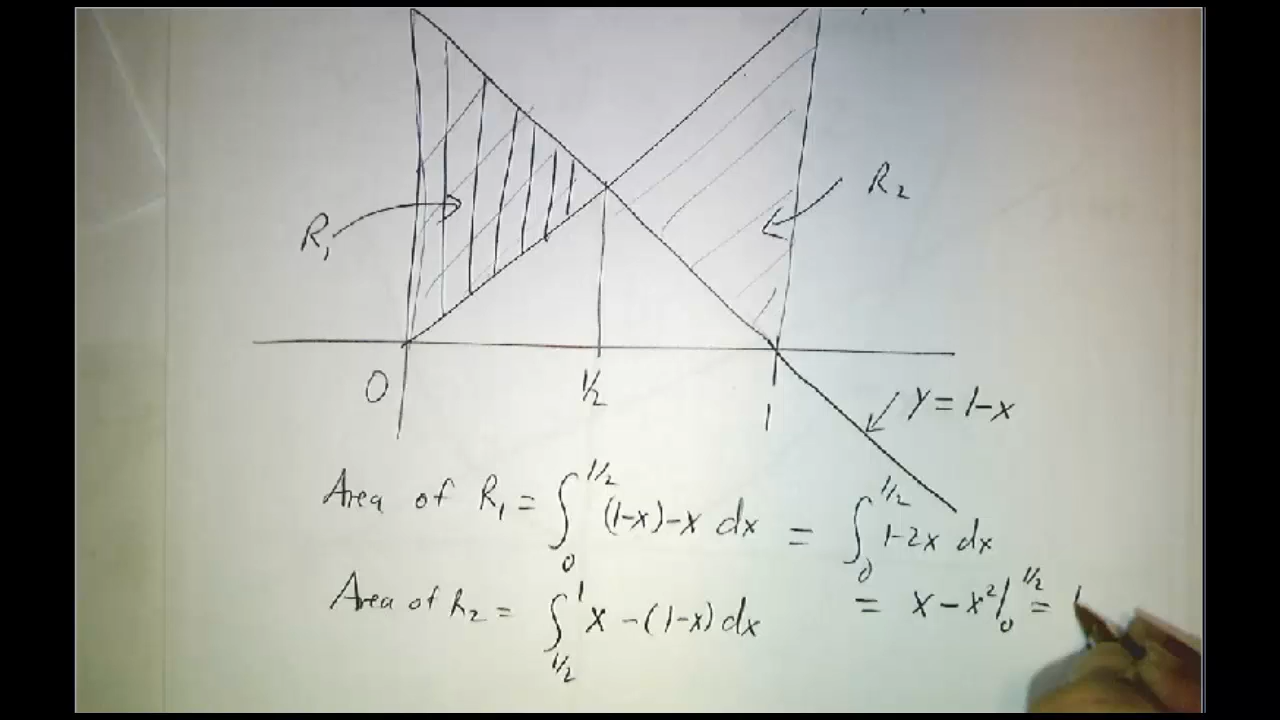 R₂
R₁
0
1/2
1
y = 1-x
Area of R₁ = ∫₀^{1/2} (1-x)-x dx = ∫₀^{1/2} 1-2x dx
= x - x² |₀^{1/2} =
Area of R₂ = ∫_{1/2}^1 x - (1-x) dx